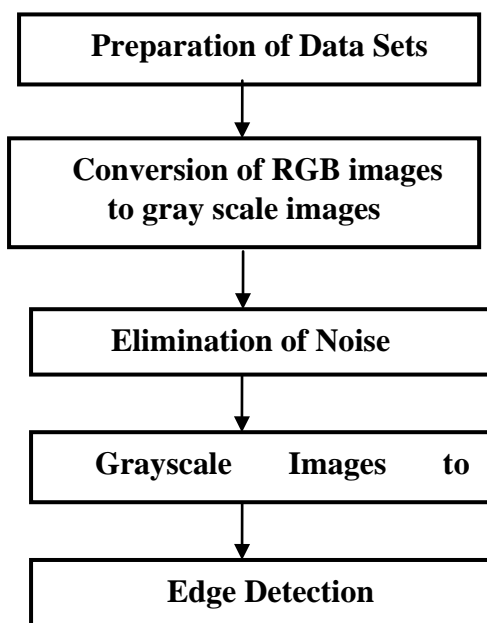 Preparation of Data Sets
Conversion of RGB images
to gray scale images
Elimination of Noise
Grayscale Images to
Edge Detection